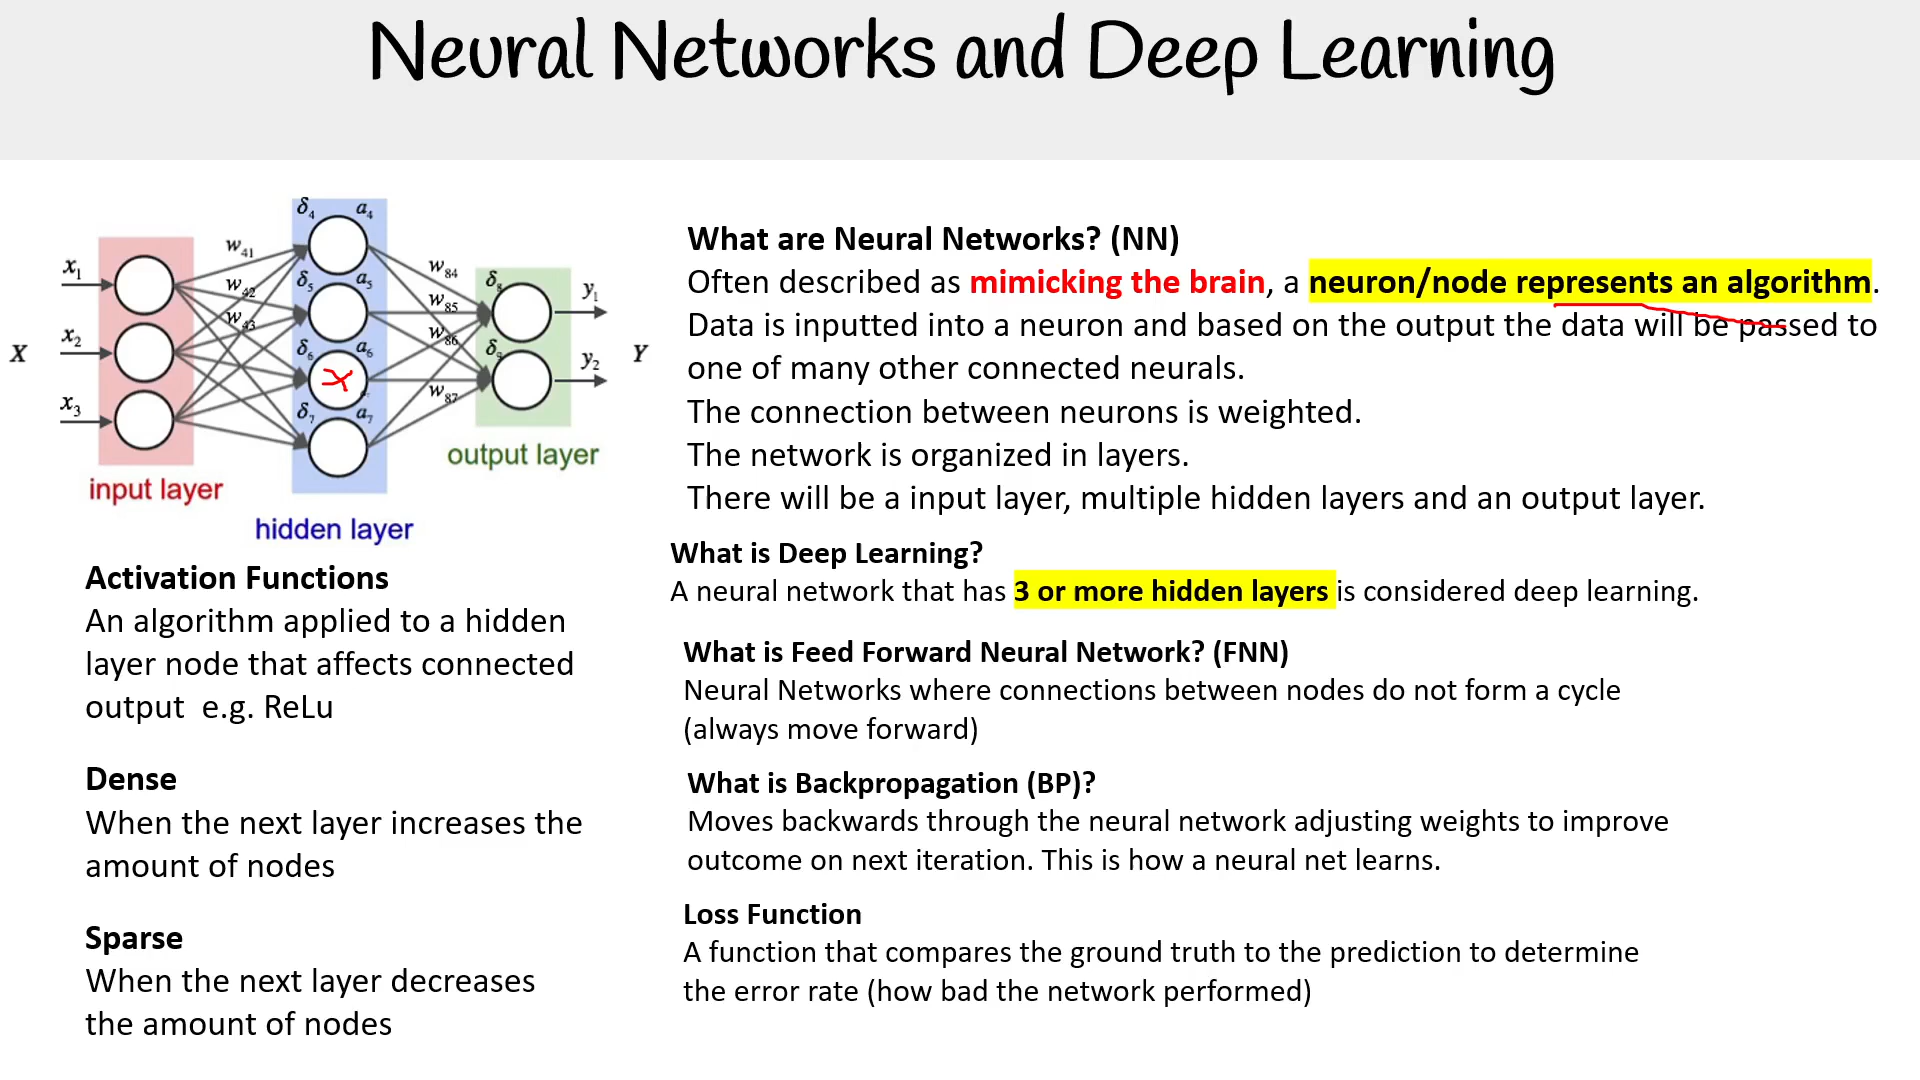 Neural Networks and Deep Learning
X
x1
x2
x3
w41
w42
w43
δ4 a4
δ5 a5
δ6 a6
δ7 a7
w84
w85
w86
w87
δ8
δ9
y1
y2
Y
input layer
hidden layer
output layer
Activation Functions
An algorithm applied to a hidden
layer node that affects connected
output e.g. ReLu
Dense
When the next layer increases the
amount of nodes
Sparse
When the next layer decreases
the amount of nodes
What are Neural Networks? (NN)
Often described as mimicking the brain, a neuron/node represents an algorithm.
Data is inputted into a neuron and based on the output the data will be passed to
one of many other connected neurals.
The connection between neurons is weighted.
The network is organized in layers.
There will be a input layer, multiple hidden layers and an output layer.
What is Deep Learning?
A neural network that has 3 or more hidden layers is considered deep learning.
What is Feed Forward Neural Network? (FNN)
Neural Networks where connections between nodes do not form a cycle
(always move forward)
What is Backpropagation (BP)?
Moves backwards through the neural network adjusting weights to improve
outcome on next iteration. This is how a neural net learns.
Loss Function
A function that compares the ground truth to the prediction to determine
the error rate (how bad the network performed)